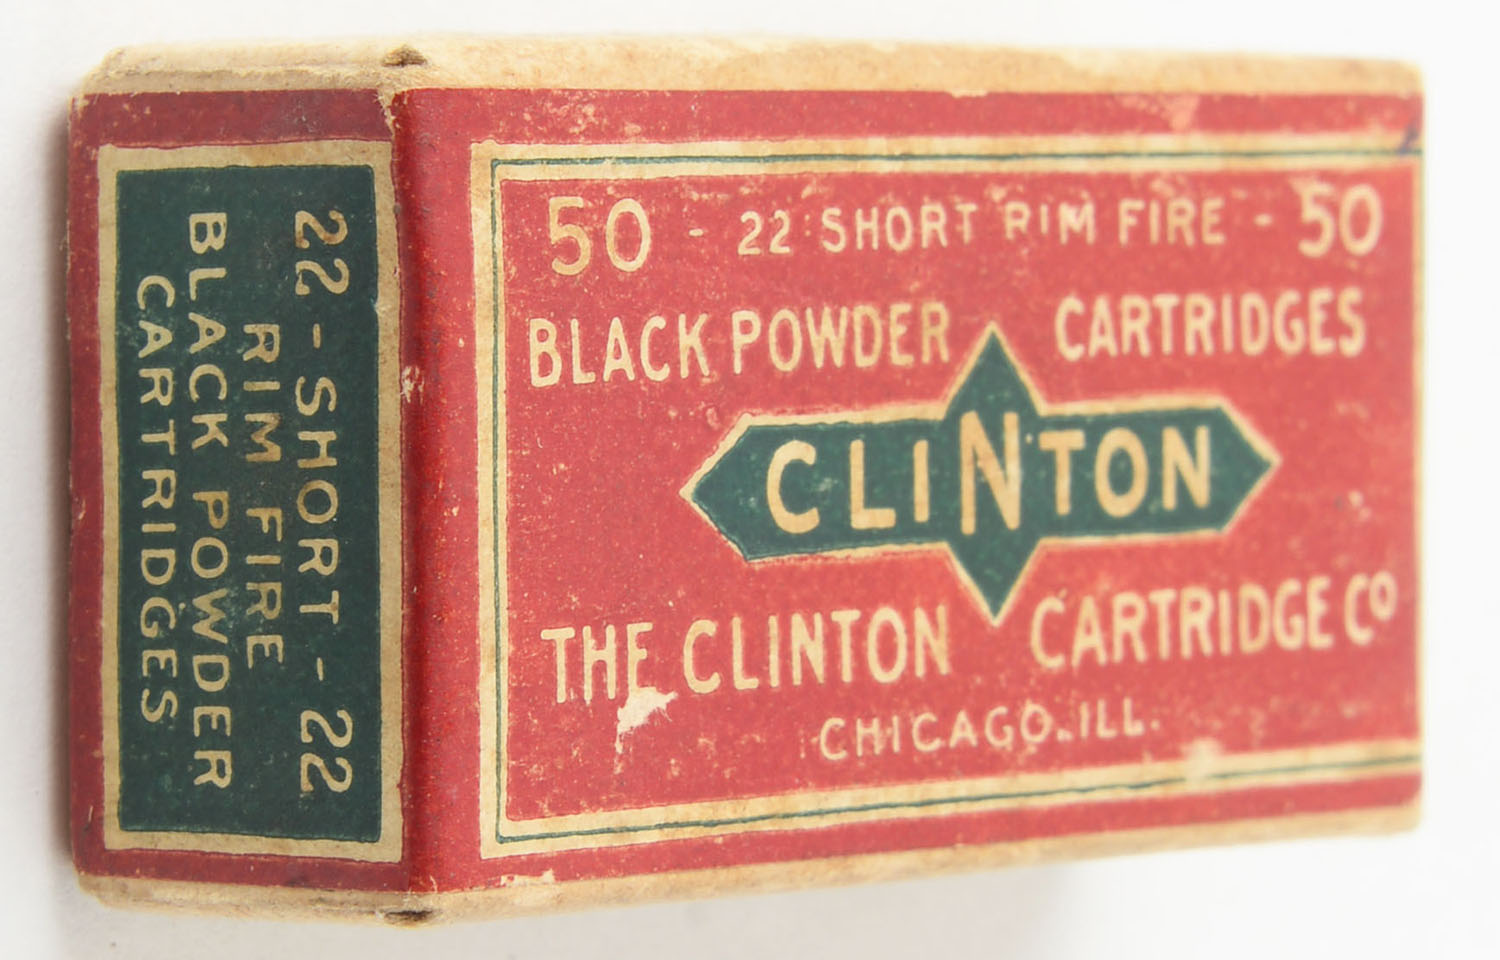 22 - SHORT - 22
RIM FIRE
BLACK POWDER
CARTRIDGES
50 - 22 SHORT RIM FIRE - 50
BLACK POWDER CARTRIDGES
CLINTON
THE CLINTON CARTRIDGE Co
CHICAGO. ILL.